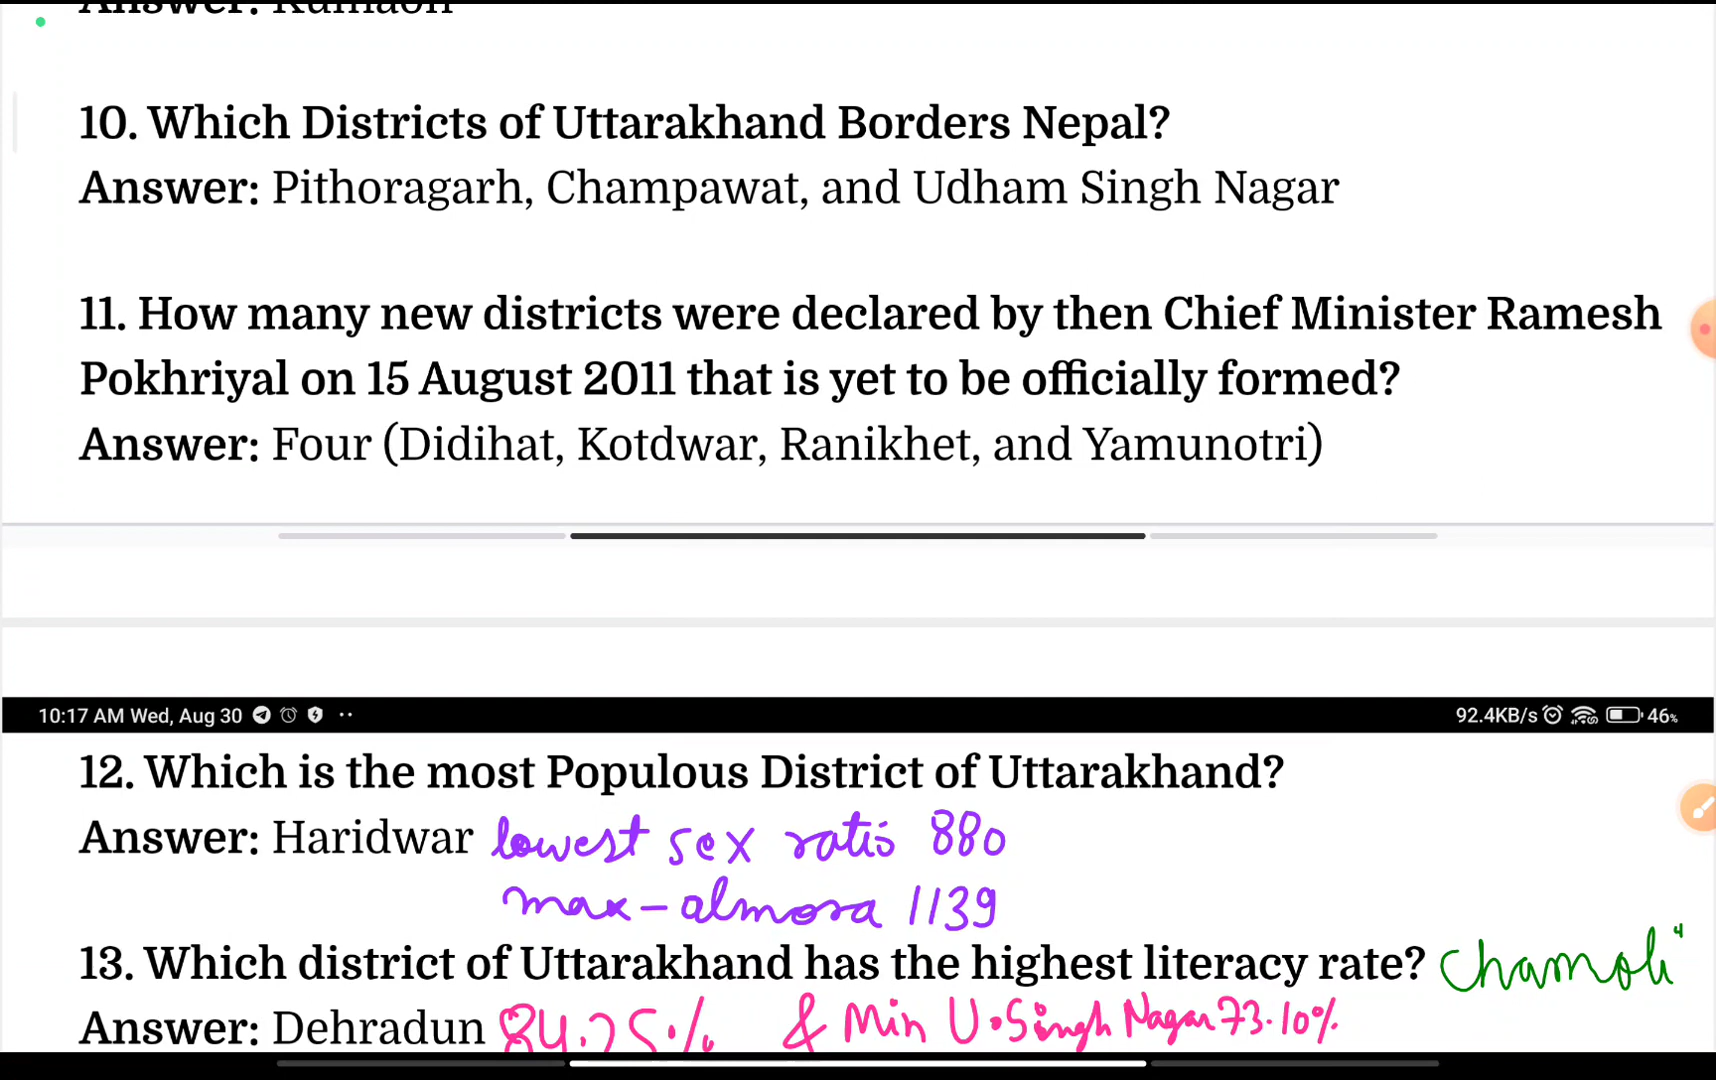 Answer: Kumaon
10. Which Districts of Uttarakhand Borders Nepal?
Answer: Pithoragarh, Champawat, and Udham Singh Nagar
11. How many new districts were declared by then Chief Minister Ramesh
Pokhriyal on 15 August 2011 that is yet to be officially formed?
Answer: Four (Didihat, Kotdwar, Ranikhet, and Yamunotri)
10:17 AM Wed, Aug 30 92.4KB/s 46%
12. Which is the most Populous District of Uttarakhand?
Answer: Haridwar lowest sex ratio 880
max-almora 1139
13. Which district of Uttarakhand has the highest literacy rate? Chamoli
Answer: Dehradun 84.25% & Min U.Singh Nagar 73.10%